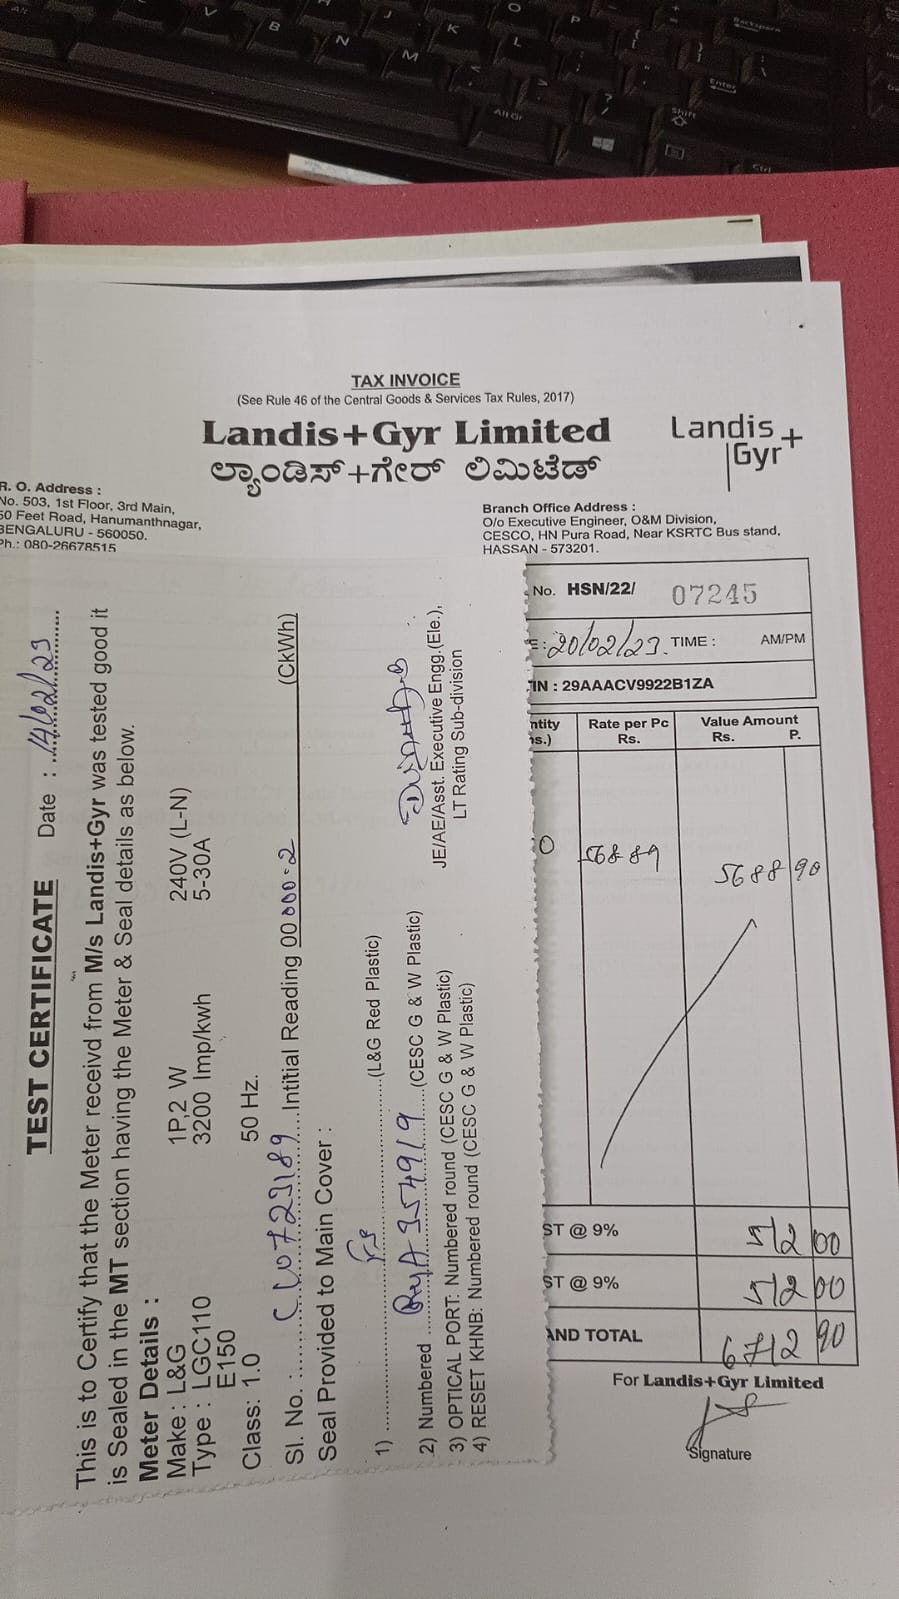 TAX INVOICE
(See Rule 46 of the Central Goods & Services Tax Rules, 2017)
Landis+Gyr Limited
ಲ್ಯಾಂಡಿಸ್+ಗೇರ್ ಲಿಮಿಟೆಡ್
Landis
Gyr+
R. O. Address :
No. 503, 1st Floor, 3rd Main,
50 Feet Road, Hanumanthnagar,
BENGALURU - 560050.
Ph.: 080-26678515
Branch Office Address :
O/o Executive Engineer, O&M Division,
CESCO, HN Pura Road, Near KSRTC Bus stand,
HASSAN - 573201.
No. HSN/22/ 07245
E: 20/02/23. TIME : AM/PM
IN : 29AAACV9922B1ZA
ntity Rate per Pc Value Amount
s.) Rs. Rs. P.
0 568 89 5688 90
ST @ 9% 512 00
ST @ 9% 512 00
AND TOTAL 6712 90
For Landis+Gyr Limited
Signature
TEST CERTIFICATE Date : 14/02/23
This is to Certify that the Meter receivd from M/s Landis+Gyr was tested good it
is Sealed in the MT section having the Meter & Seal details as below.
Meter Details :
Make : L&G 1P,2 W 240V (L-N)
Type : LGC110 3200 Imp/kwh 5-30A
E150
Class: 1.0 50 Hz.
Sl. No. : Intitial Reading 00 000.2 (CkWh)
Seal Provided to Main Cover :
1) (L&G Red Plastic)
2) Numbered (CESC G & W Plastic)
3) OPTICAL PORT: Numbered round (CESC G & W Plastic)
4) RESET KHNB: Numbered round (CESC G & W Plastic)
JE/AE/Asst. Executive Engg.(Ele.),
LT Rating Sub-division